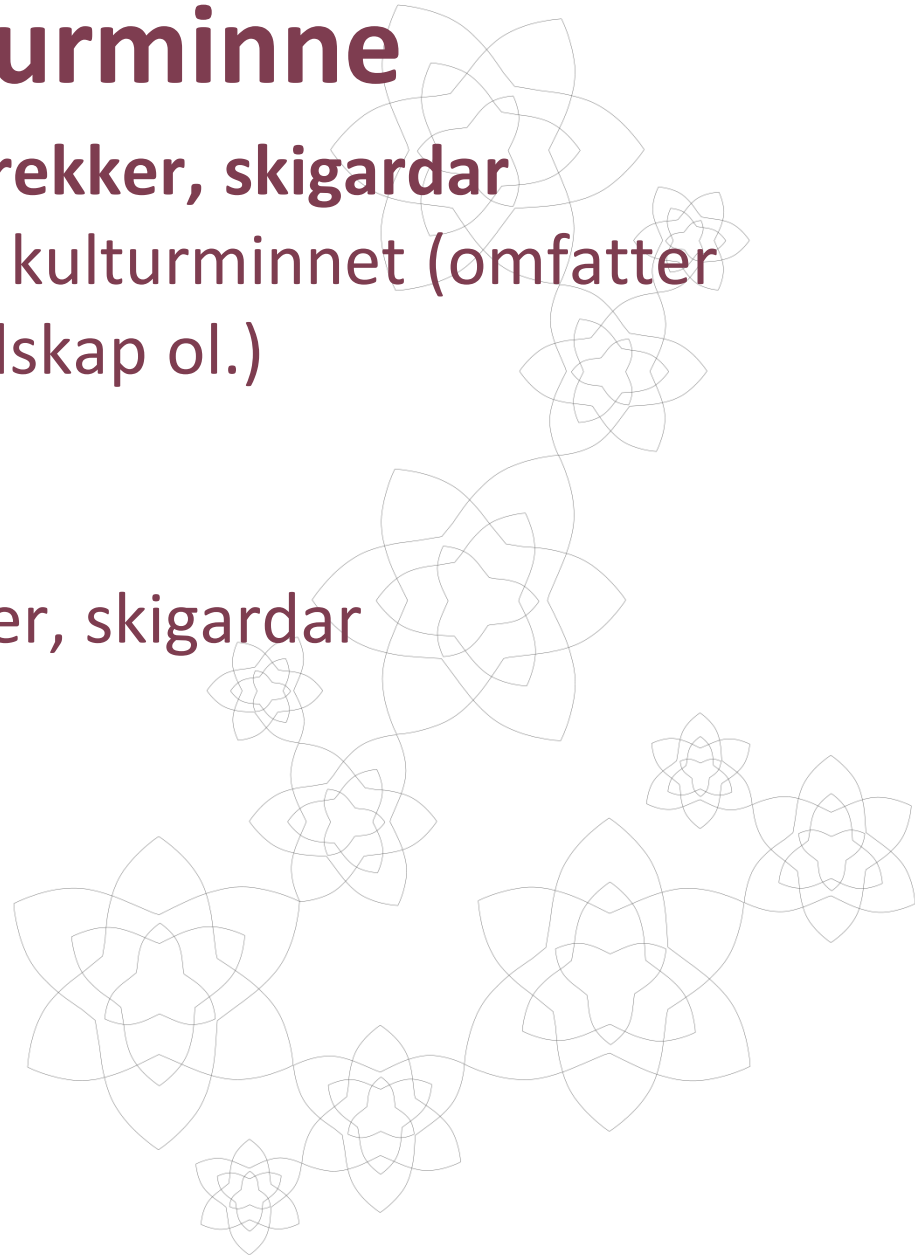 urminne
rekker, skigardar
kulturminnet (omfatter
lskap ol.)
er, skigardar